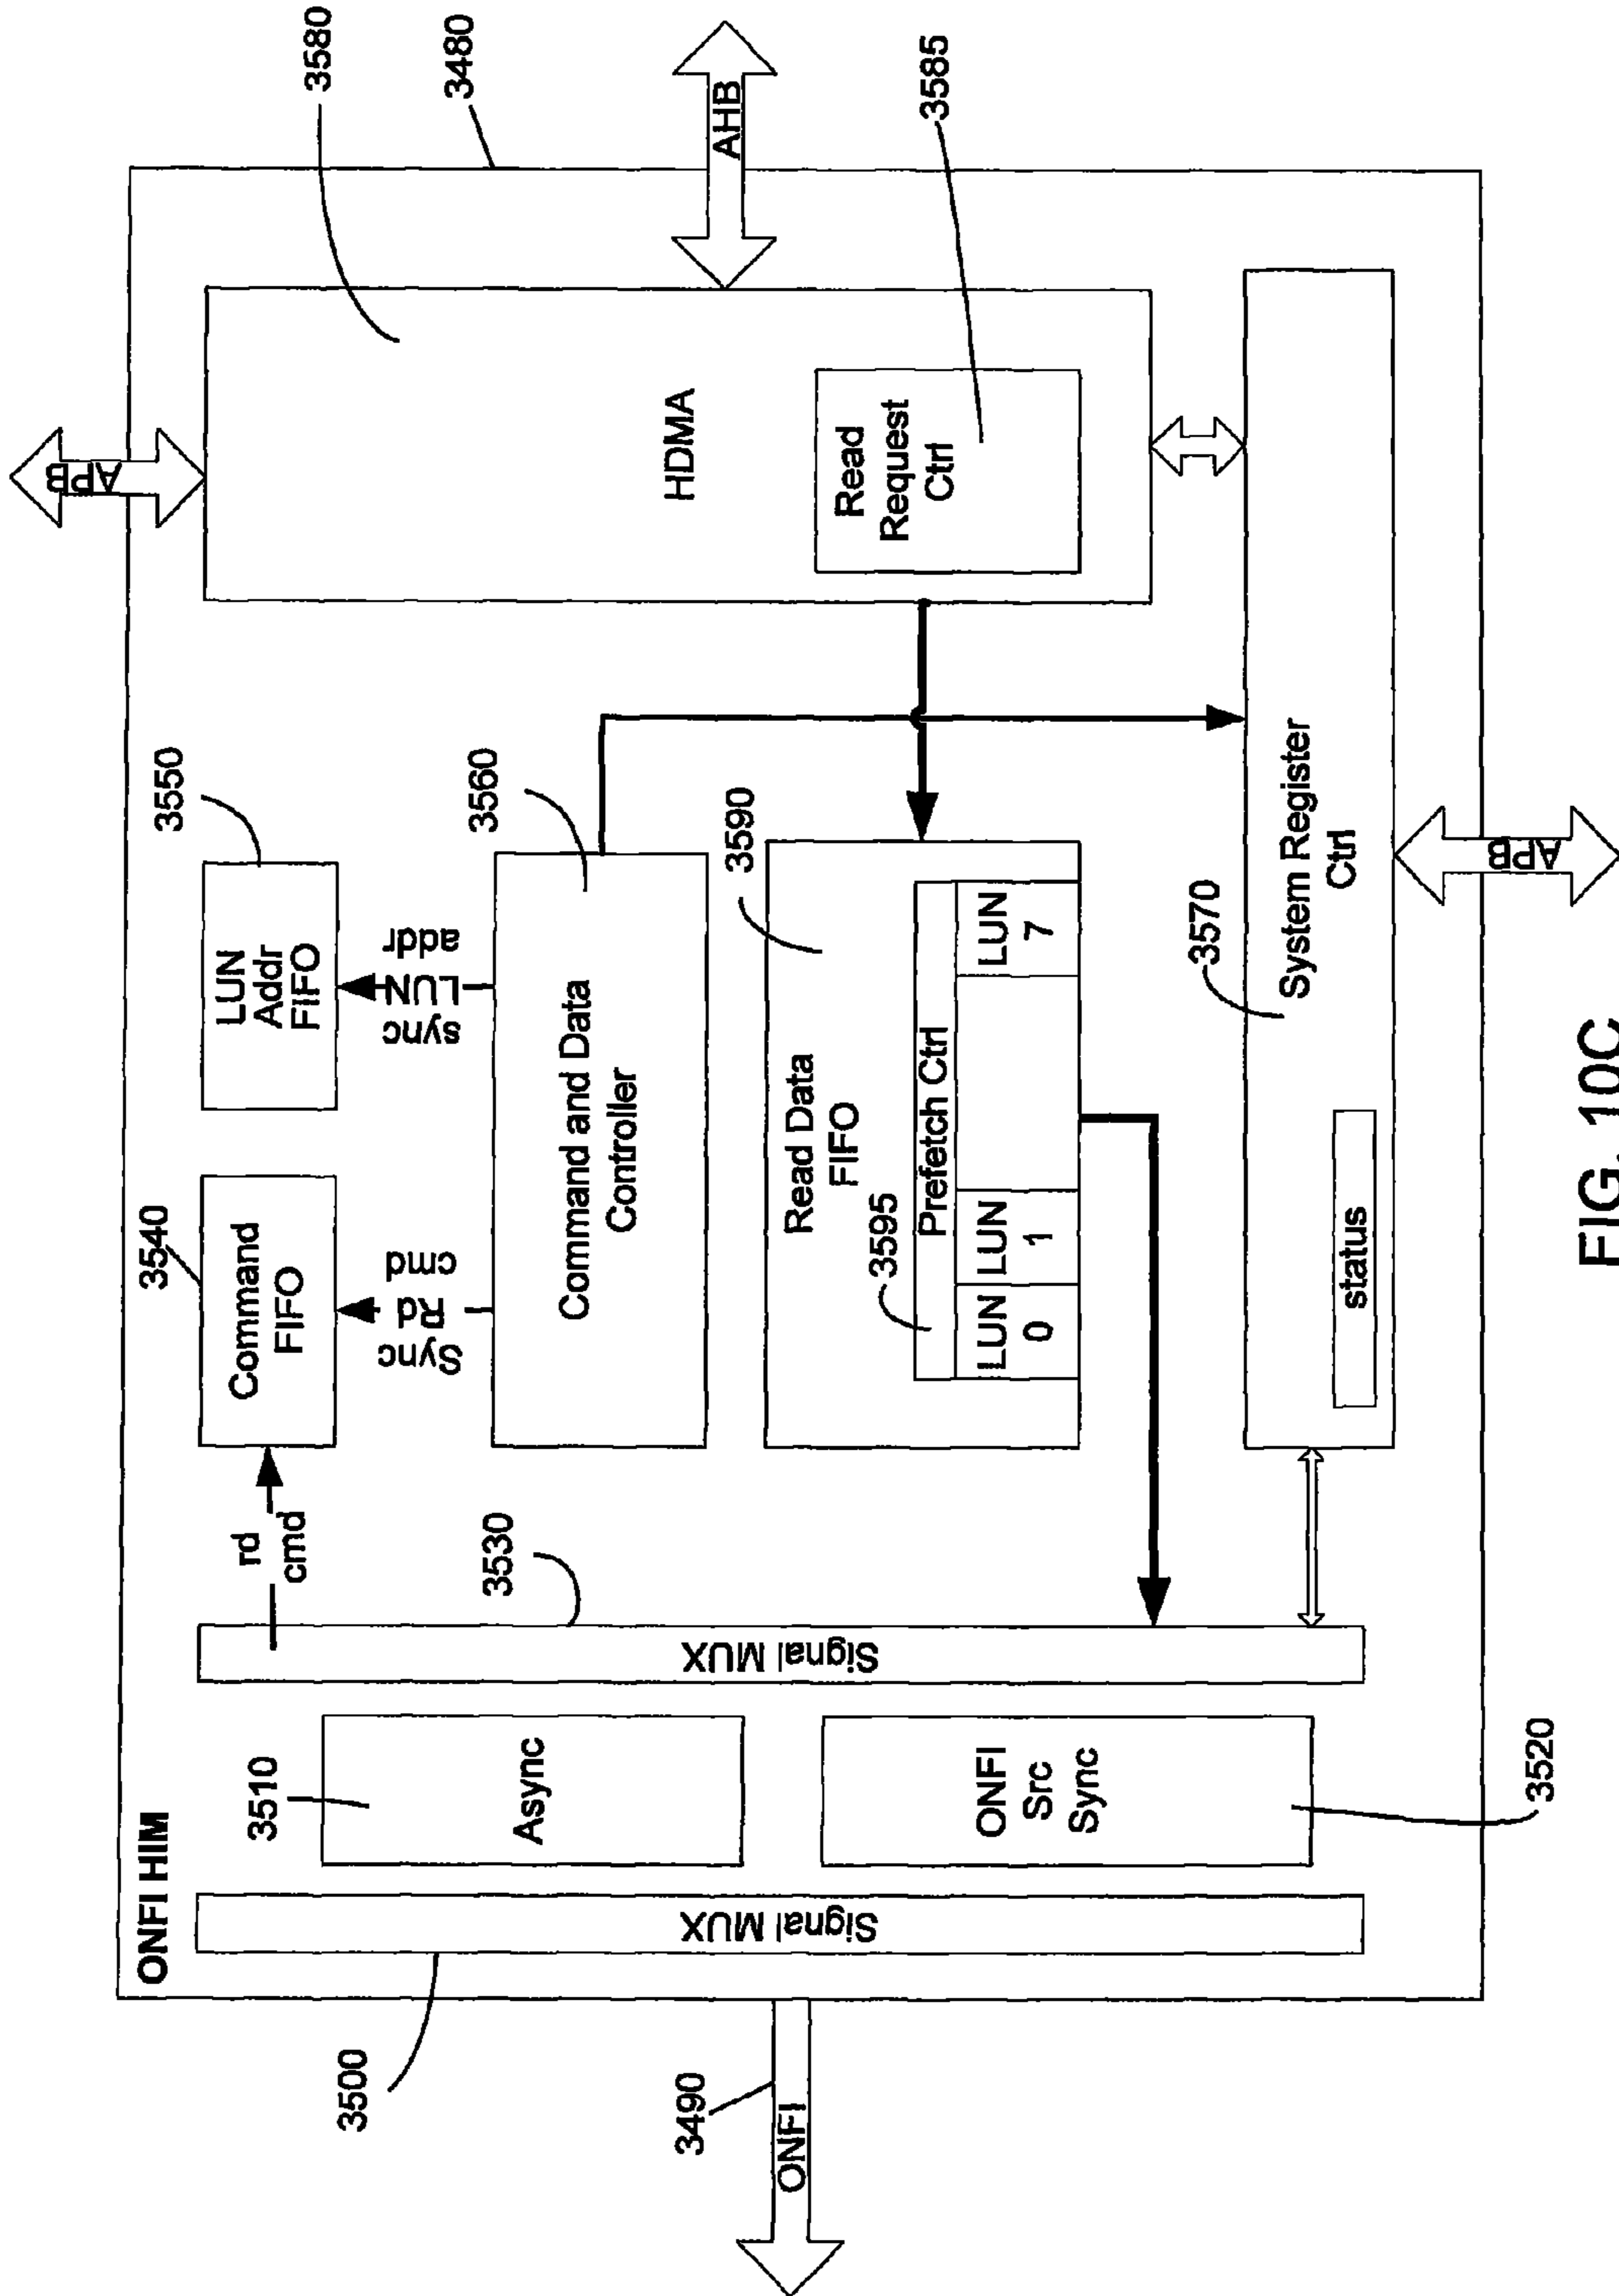 ONFI HIM
3500
3490
ONFI
Signal MUX
3510
Async
ONFI
Src
Sync
3520
Signal MUX
3530
rd
cmd
3540
Command
FIFO
3550
LUN
Addr
FIFO
Sync
Rd
cmd
sync
LUN
addr
3560
Command and Data
Controller
3590
Read Data
FIFO
3595
Prefetch Ctrl
LUN
0
LUN
1
LUN
7
3570
System Register
Ctrl
status
APB
3580
HDMA
Read
Request
Ctrl
3585
APB
3480
AHB
FIG. 10C